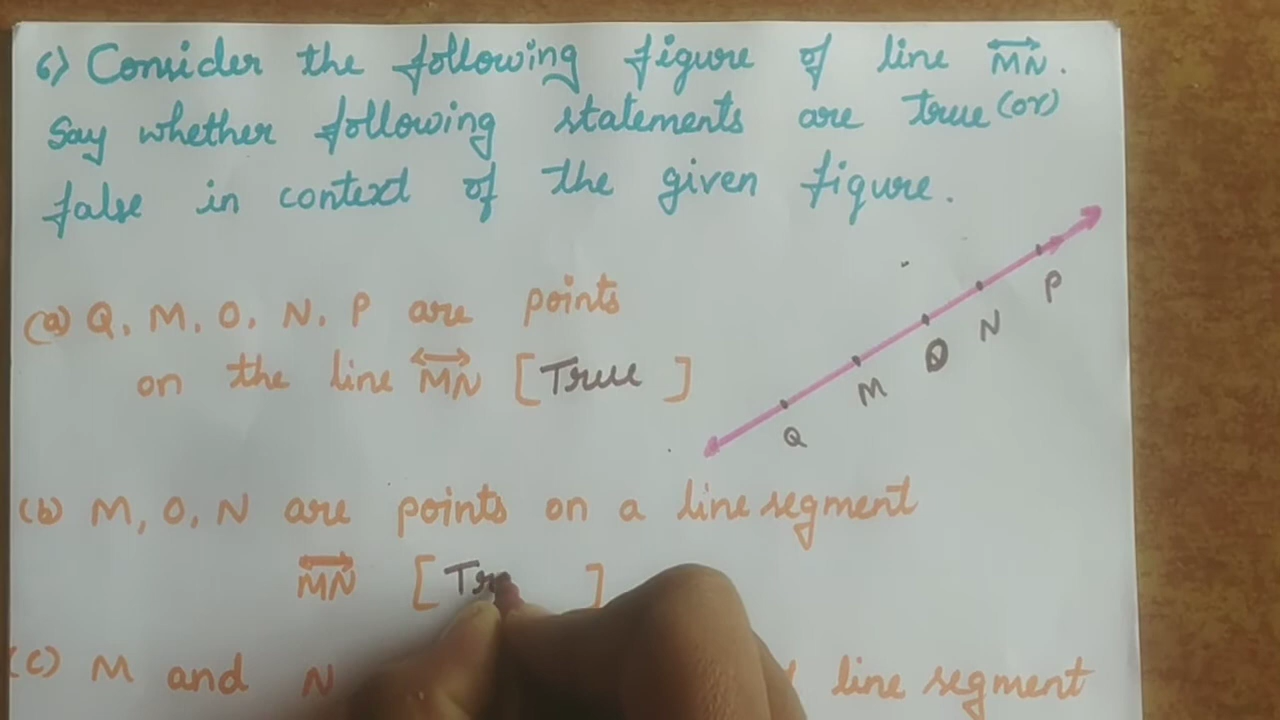 6) Consider the following figure of line MN.
Say whether following statements are true (or)
false in context of the given figure.
(a) Q, M, O, N, P are points
on the line MN [True]
(b) M, O, N are points on a line segment
MN [Tr ]
(c) M and N line segment
P
N
O
M
Q